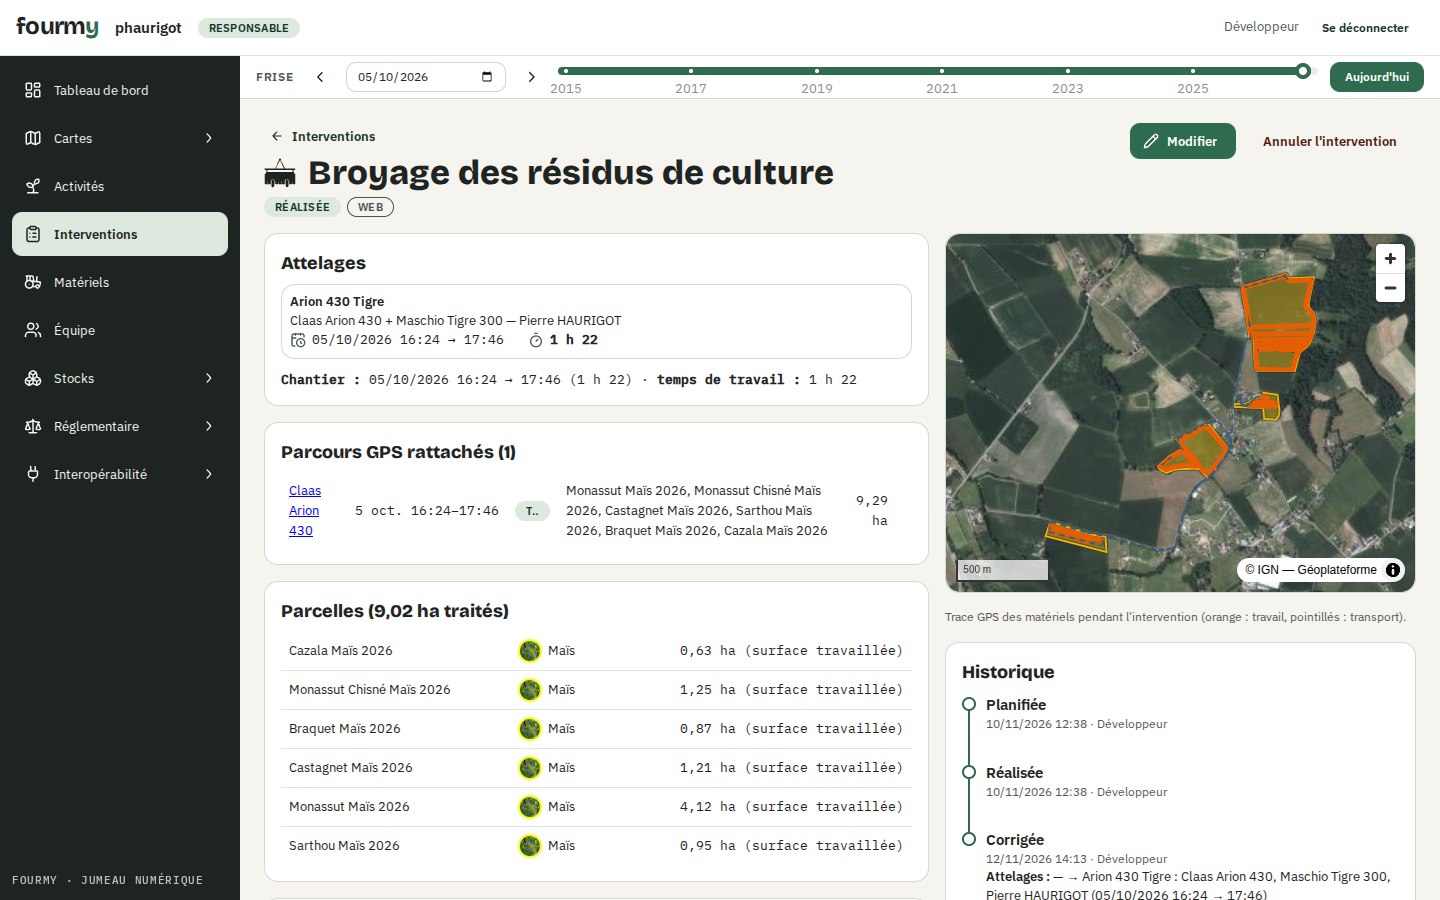 fourmy phaurigot RESPONSABLE
Développeur Se déconnecter
FRISE 05/10/2026
2015 2017 2019 2021 2023 2025
Aujourd'hui
Tableau de bord
Cartes
Activités
Interventions
Matériels
Équipe
Stocks
Réglementaire
Interopérabilité
FOURMY · JUMEAU NUMÉRIQUE
Interventions
Modifier Annuler l'intervention
Broyage des résidus de culture
RÉALISÉE WEB
Attelages
Arion 430 Tigre
Claas Arion 430 + Maschio Tigre 300 — Pierre HAURIGOT
05/10/2026 16:24 → 17:46 1 h 22
Chantier : 05/10/2026 16:24 → 17:46 (1 h 22) · temps de travail : 1 h 22
Parcours GPS rattachés (1)
Claas Arion 430
5 oct. 16:24–17:46
T..
Monassut Maïs 2026, Monassut Chisné Maïs
2026, Castagnet Maïs 2026, Sarthou Maïs
2026, Braquet Maïs 2026, Cazala Maïs 2026
9,29 ha
Parcelles (9,02 ha traités)
Cazala Maïs 2026 Maïs 0,63 ha (surface travaillée)
Monassut Chisné Maïs 2026 Maïs 1,25 ha (surface travaillée)
Braquet Maïs 2026 Maïs 0,87 ha (surface travaillée)
Castagnet Maïs 2026 Maïs 1,21 ha (surface travaillée)
Monassut Maïs 2026 Maïs 4,12 ha (surface travaillée)
Sarthou Maïs 2026 Maïs 0,95 ha (surface travaillée)
500 m
© IGN — Géoplateforme
Trace GPS des matériels pendant l'intervention (orange : travail, pointillés : transport).
Historique
Planifiée
10/11/2026 12:38 · Développeur
Réalisée
10/11/2026 12:38 · Développeur
Corrigée
12/11/2026 14:13 · Développeur
Attelages : — → Arion 430 Tigre : Claas Arion 430, Maschio Tigre 300,
Pierre HAURIGOT (05/10/2026 16:24 → 17:46)